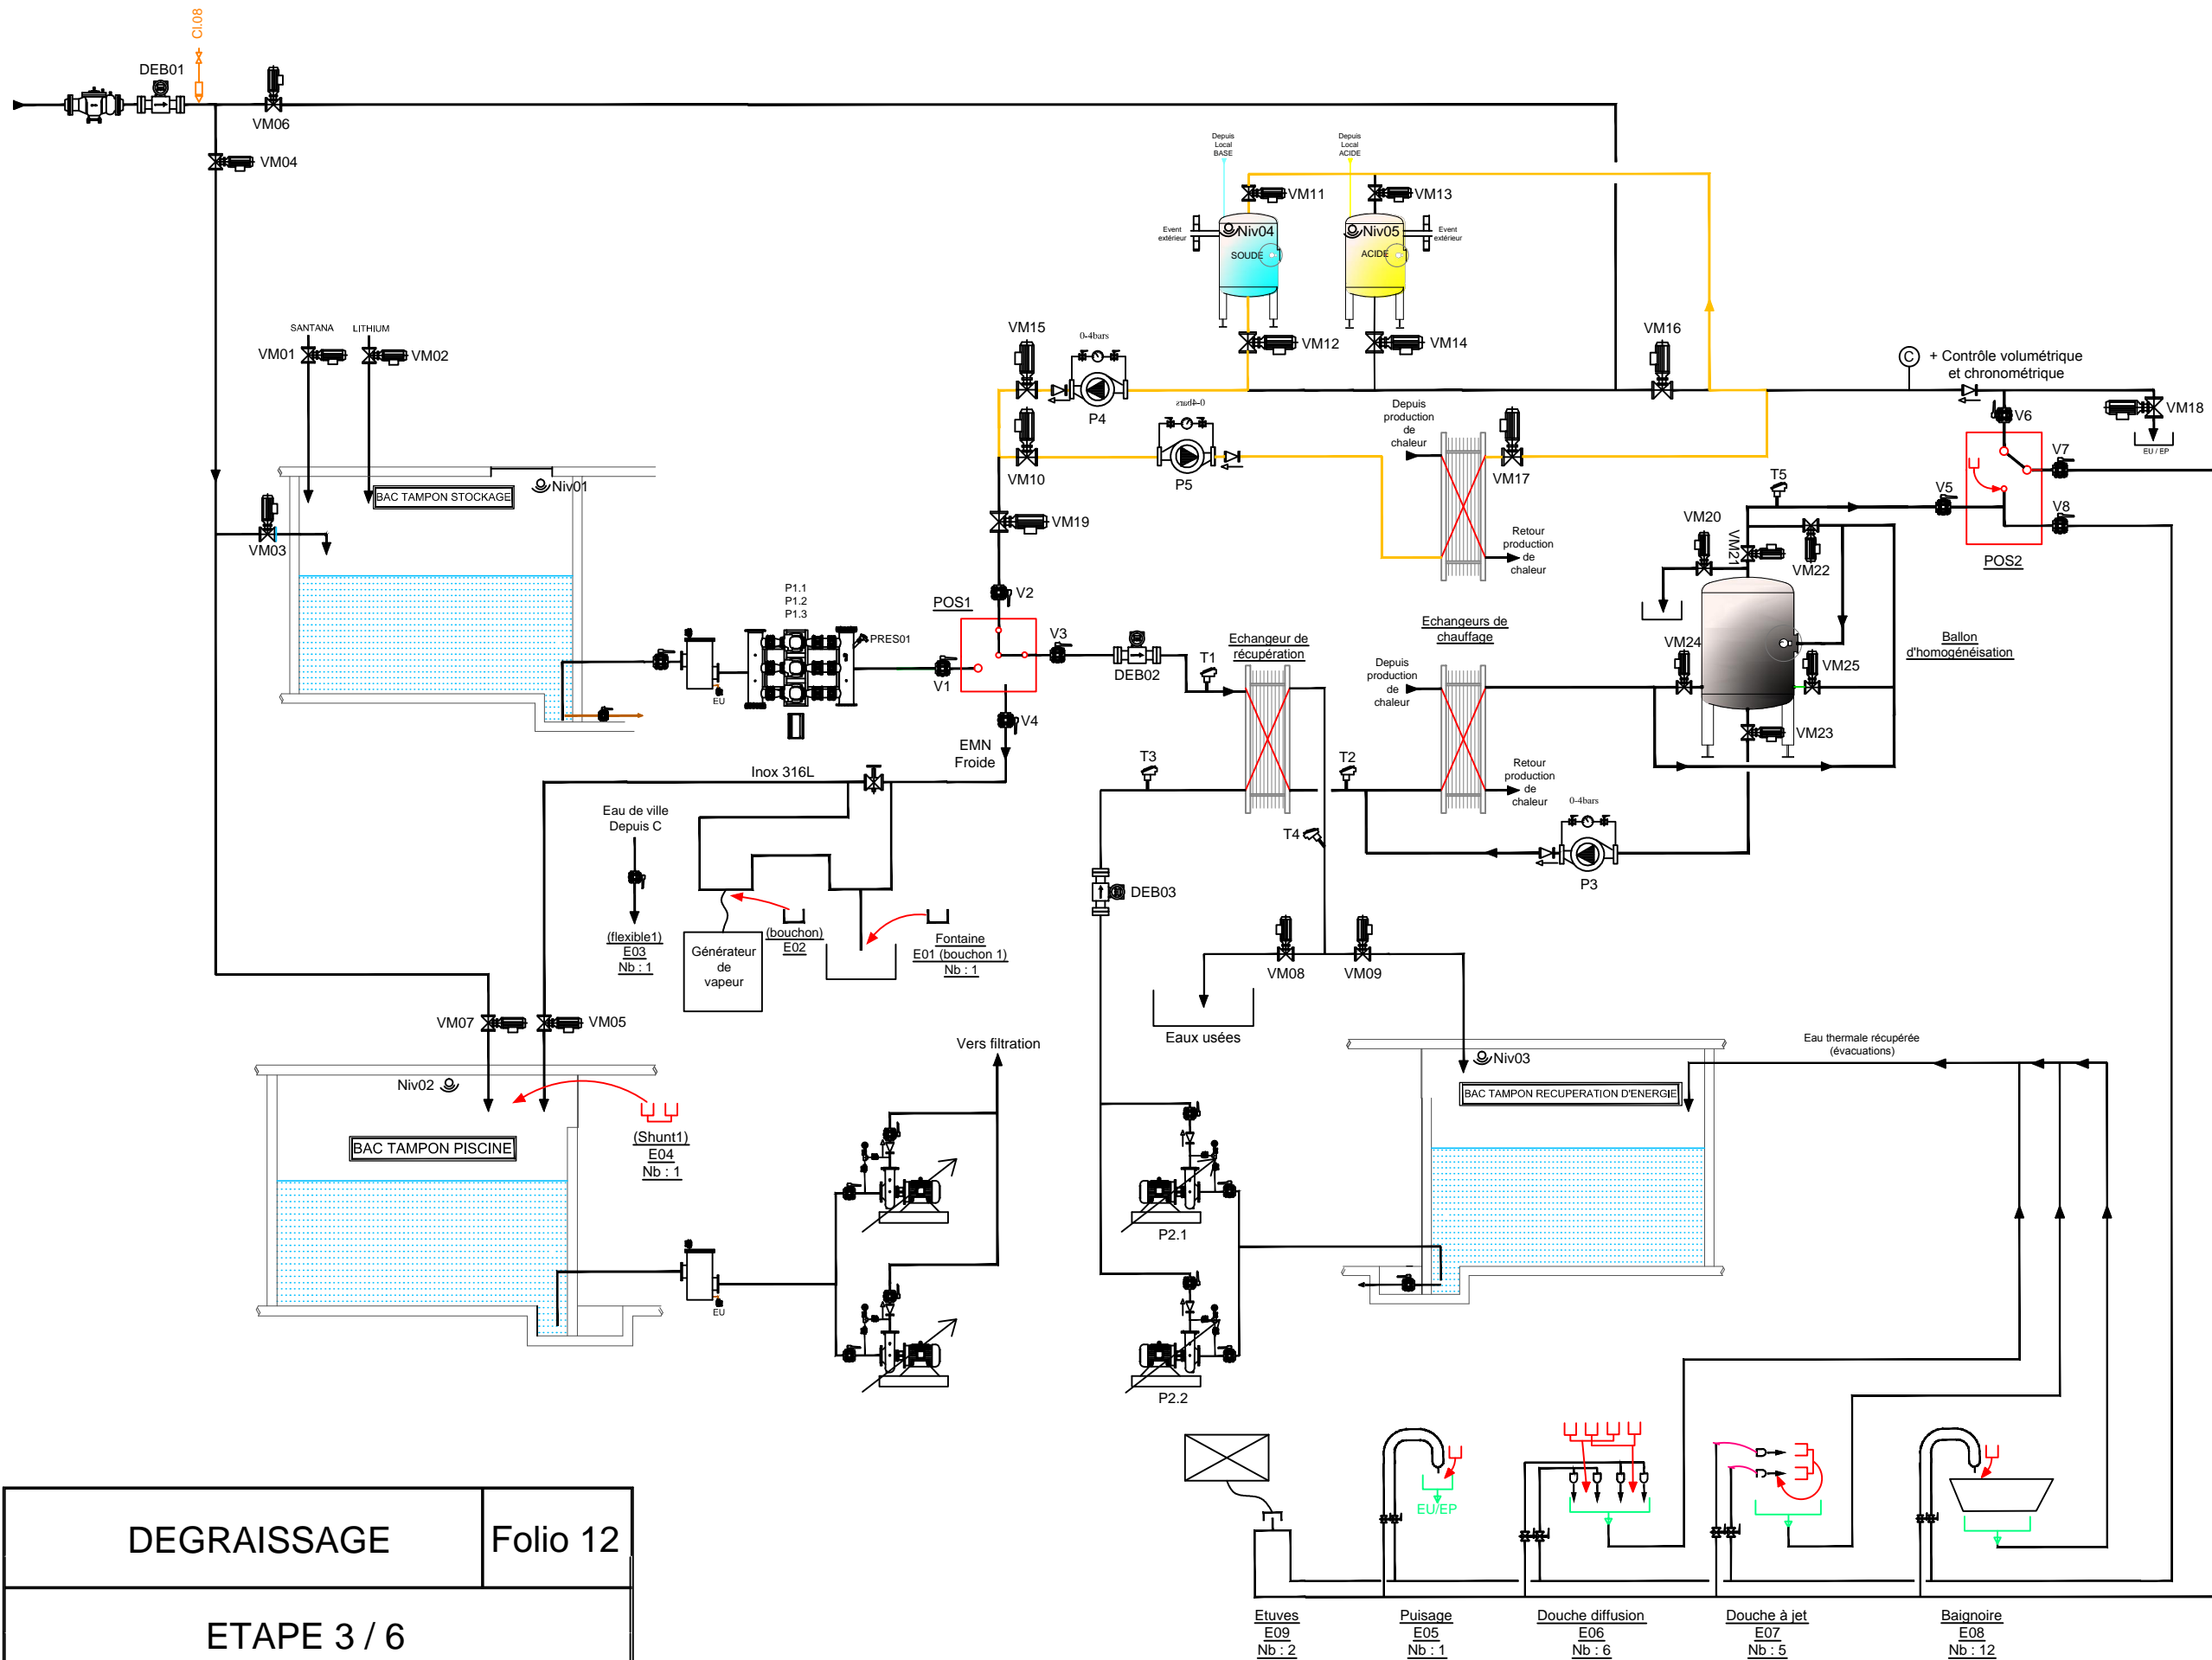 CI.08
DEB01
VM06
VM04
Depuis
Local
BASE
Depuis
Local
ACIDE
VM11
VM13
Event
extérieur
Niv04
SOUDE
Niv05
ACIDE
Event
extérieur
SANTANA
LITHIUM
VM01
VM02
VM15
0-4bars
P4
VM12
VM14
VM16
C
+ Contrôle volumétrique
et chronométrique
VM18
EU / EP
V6
V7
V8
V5
POS2
T5
BAC TAMPON STOCKAGE
Niv01
VM03
VM10
0-4bars
P5
Depuis
production
de
chaleur
VM17
Retour
production
de
chaleur
VM19
V2
POS1
V3
V1
V4
P1.1
P1.2
P1.3
PRES01
EU
DEB02
T1
Echangeur de
récupération
Echangeurs de
chauffage
Depuis
production
de
chaleur
Retour
production
de
chaleur
VM20
VM21
VM22
VM24
VM25
VM23
Ballon
d'homogénéisation
EMN
Froide
Inox 316L
T3
T2
T4
0-4bars
P3
Eau de ville
Depuis C
(flexible1)
E03
Nb : 1
Générateur
de
vapeur
(bouchon)
E02
Fontaine
E01 (bouchon 1)
Nb : 1
DEB03
VM08
VM09
Eaux usées
VM07
VM05
Niv02
BAC TAMPON PISCINE
(Shunt1)
E04
Nb : 1
Vers filtration
EU
P2.1
P2.2
Niv03
BAC TAMPON RECUPERATION D'ENERGIE
Eau thermale récupérée
(évacuations)
EU/EP
DEGRAISSAGE
Folio 12
ETAPE 3 / 6
Etuves
E09
Nb : 2
Puisage
E05
Nb : 1
Douche diffusion
E06
Nb : 6
Douche à jet
E07
Nb : 5
Baignoire
E08
Nb : 12